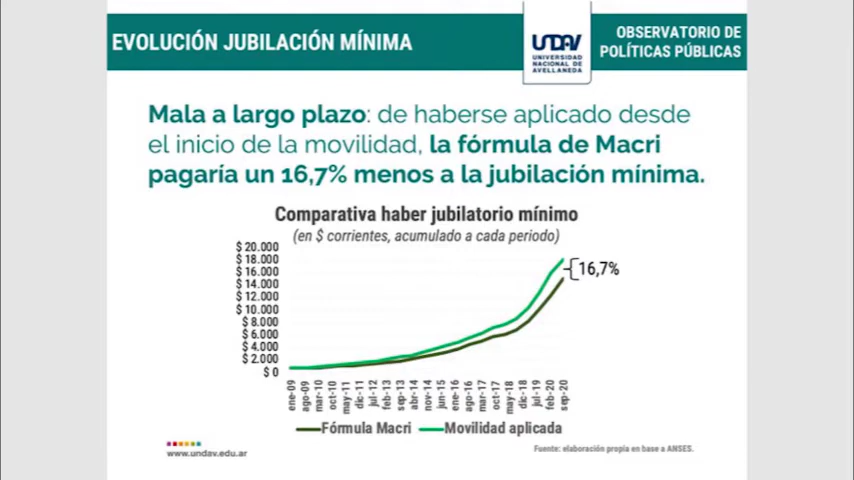 EVOLUCIÓN JUBILACIÓN MÍNIMA
UNDAV
UNIVERSIDAD
NACIONAL DE
AVELLANEDA
OBSERVATORIO DE
POLÍTICAS PÚBLICAS
Mala a largo plazo: de haberse aplicado desde
el inicio de la movilidad, la fórmula de Macri
pagaría un 16,7% menos a la jubilación mínima.
Comparativa haber jubilatorio mínimo
(en $ corrientes, acumulado a cada periodo)
$ 20.000
$ 18.000
$ 16.000
$ 14.000
$ 12.000
$ 10.000
$ 8.000
$ 6.000
$ 4.000
$ 2.000
$ 0
16,7%
ene-09
ago-09
mar-10
oct-10
may-11
dic-11
jul-12
feb-13
sep-13
abr-14
nov-14
jun-15
ene-16
ago-16
mar-17
oct-17
may-18
dic-18
jul-19
feb-20
sep-20
Fórmula Macri
Movilidad aplicada
www.undav.edu.ar
Fuente: elaboración propia en base a ANSES.